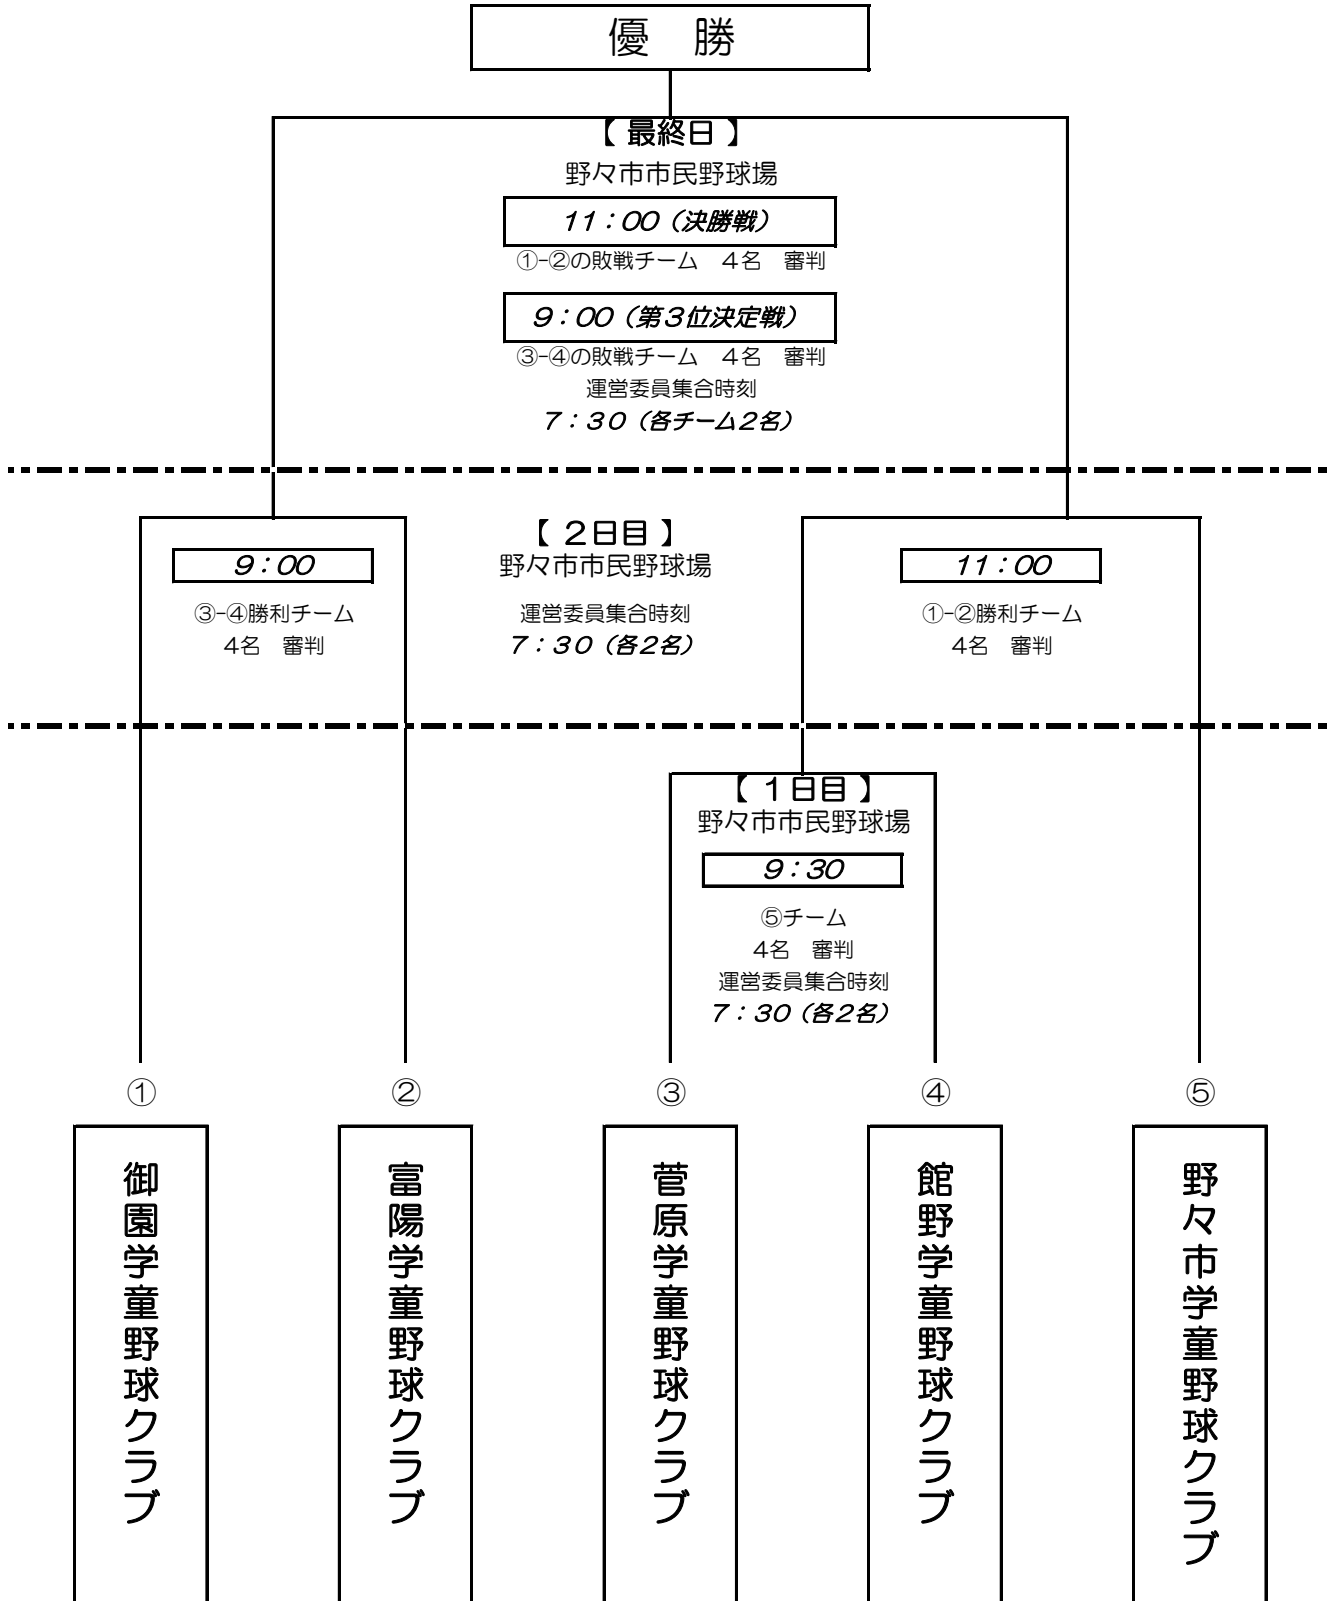 優　勝
【 最終日 】
野々市市民野球場
11：00（決勝戦）
①-②の敗戦チーム　4名　審判
9：00（第3位決定戦）
③-④の敗戦チーム　4名　審判
運営委員集合時刻
7：30（各チーム2名）
【 2日目 】
野々市市民野球場
運営委員集合時刻
7：30（各2名）
9：00
③-④勝利チーム
4名　審判
11：00
①-②勝利チーム
4名　審判
【 1日目 】
野々市市民野球場
9：30
⑤チーム
4名　審判
運営委員集合時刻
7：30（各2名）
①
②
③
④
⑤
御園学童野球クラブ
富陽学童野球クラブ
菅原学童野球クラブ
館野学童野球クラブ
野々市学童野球クラブ